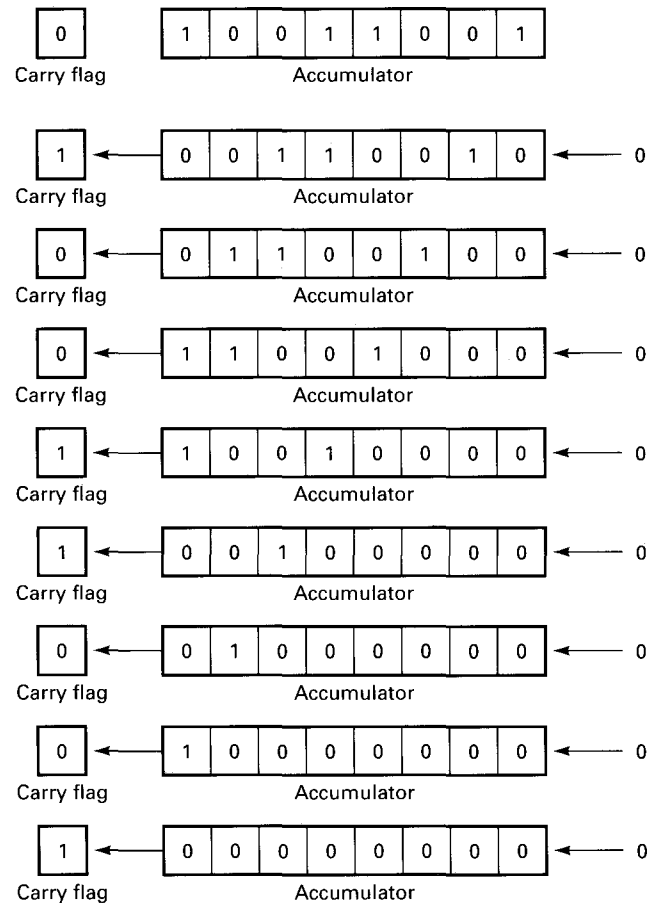 0 1 0 0 1 1 0 0 1
Carry flag Accumulator
1 0 0 1 1 0 0 1 0 0
Carry flag Accumulator
0 0 1 1 0 0 1 0 0 0
Carry flag Accumulator
0 1 1 0 0 1 0 0 0 0
Carry flag Accumulator
1 1 0 0 1 0 0 0 0 0
Carry flag Accumulator
1 0 0 1 0 0 0 0 0 0
Carry flag Accumulator
0 0 1 0 0 0 0 0 0 0
Carry flag Accumulator
0 1 0 0 0 0 0 0 0 0
Carry flag Accumulator
1 0 0 0 0 0 0 0 0 0
Carry flag Accumulator